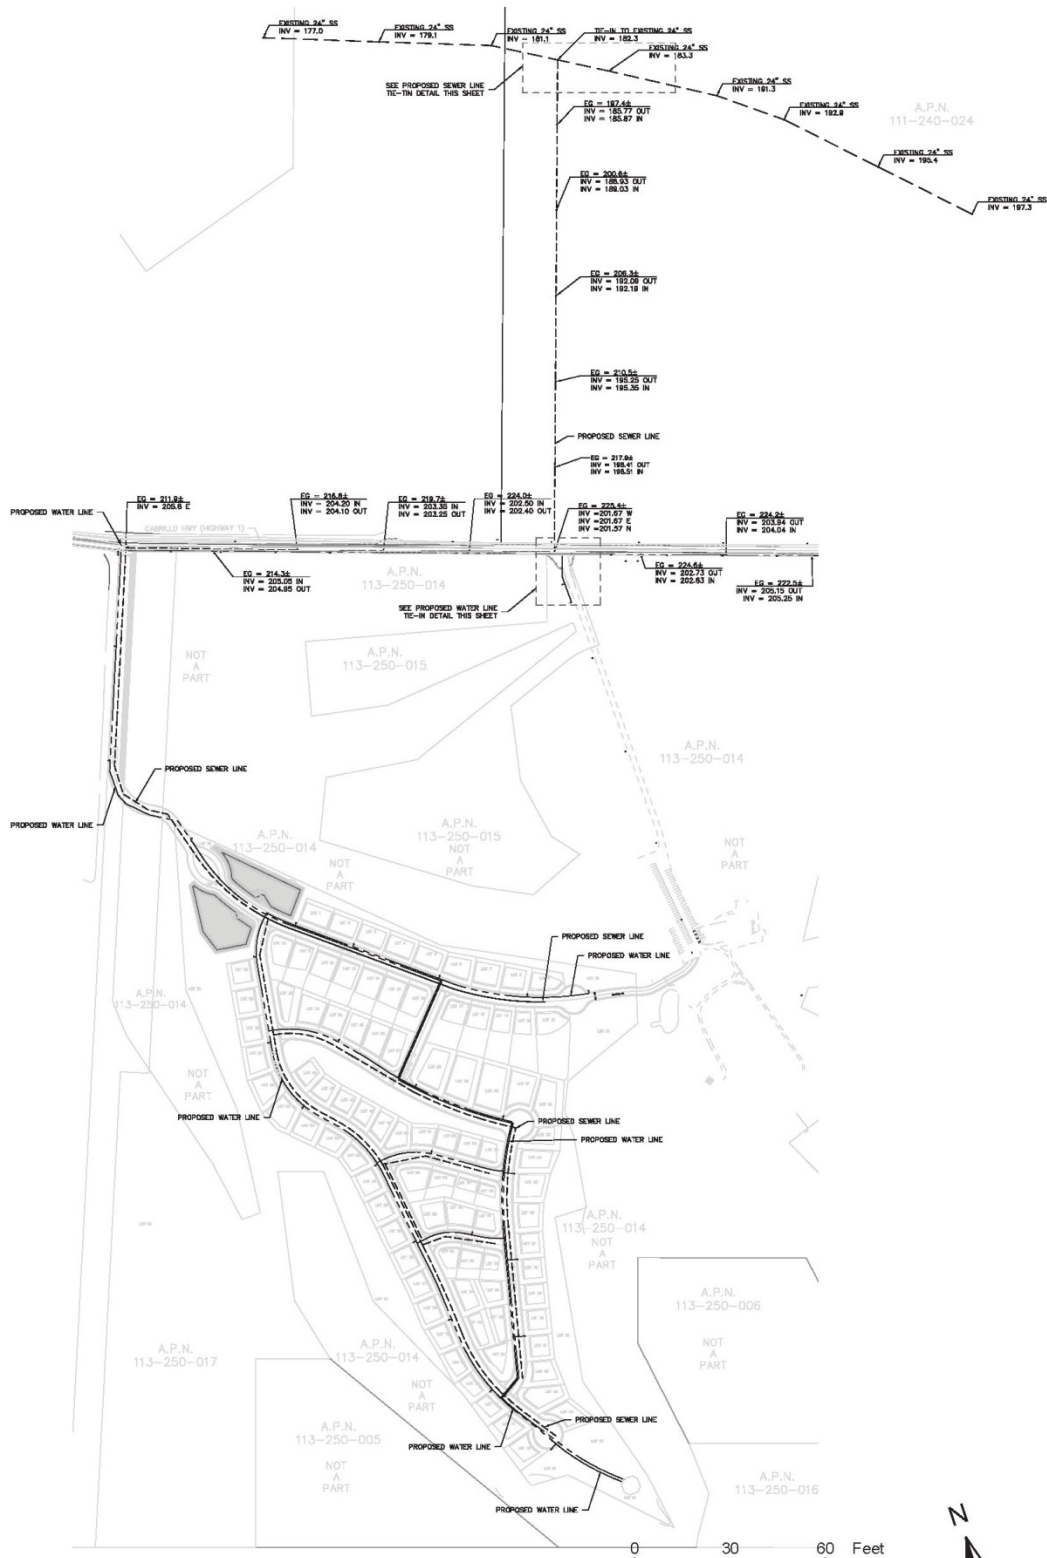 EXISTING 24" SS
INV = 177.0
EXISTING 24" SS
INV = 179.1
EXISTING 24" SS
INV - 181.1
TIE-IN TO EXISTING 24" SS
INV = 182.3
EXISTING 24" SS
INV = 183.3
SEE PROPOSED SEWER LINE
TIE-TIN DETAIL THIS SHEET
EXISTING 24" SS
INV = 191.3
EXISTING 24" SS
INV = 192.9
A.P.N.
111-240-024
EXISTING 24" SS
INV = 195.4
EXISTING 24" SS
INV = 197.3
EG = 197.4±
INV = 185.77 OUT
INV = 185.87 IN
EG = 200.6±
INV = 188.93 OUT
INV = 189.03 IN
EG = 206.3±
INV = 192.09 OUT
INV = 192.19 IN
EG = 210.5±
INV = 195.25 OUT
INV = 195.35 IN
PROPOSED SEWER LINE
EG = 217.9±
INV = 198.41 OUT
INV = 198.51 IN
PROPOSED WATER LINE
EG = 211.9±
INV = 205.6 E
EG - 216.8±
INV - 204.20 IN
INV - 204.10 OUT
EG = 219.7±
INV = 203.35 IN
INV = 203.25 OUT
EG = 224.0±
INV = 202.50 IN
INV = 202.40 OUT
EG = 225.4±
INV =201.67 W
INV =201.67 E
INV =201.57 N
EG = 224.2±
INV = 203.94 OUT
INV = 204.04 IN
CABRILLO HWY (HIGHWAY 1)
EG = 214.3±
INV = 205.05 IN
INV = 204.95 OUT
A.P.N.
113-250-014
EG = 224.6±
INV = 202.73 OUT
INV = 202.83 IN
EG = 222.5±
INV = 205.15 OUT
INV = 205.25 IN
SEE PROPOSED WATER LINE
TIE-IN DETAIL THIS SHEET
NOT
A
PART
A.P.N.
113-250-015
A.P.N.
113-250-014
PROPOSED SEWER LINE
PROPOSED WATER LINE
A.P.N.
113-250-014
NOT
A
PART
A.P.N.
113-250-015
NOT
A
PART
NOT
A
PART
PROPOSED SEWER LINE
PROPOSED WATER LINE
A.P.N.
113-250-014
NOT
A
PART
PROPOSED WATER LINE
PROPOSED SEWER LINE
PROPOSED WATER LINE
A.P.N.
113-250-014
NOT
A
PART
A.P.N.
113-250-006
NOT
A
PART
A.P.N.
113-250-017
A.P.N.
113-250-014
NOT
A
PART
A.P.N.
113-250-005
NOT
A
PART
PROPOSED SEWER LINE
PROPOSED WATER LINE
A.P.N.
113-250-016
PROPOSED WATER LINE
N
0 30 60 Feet